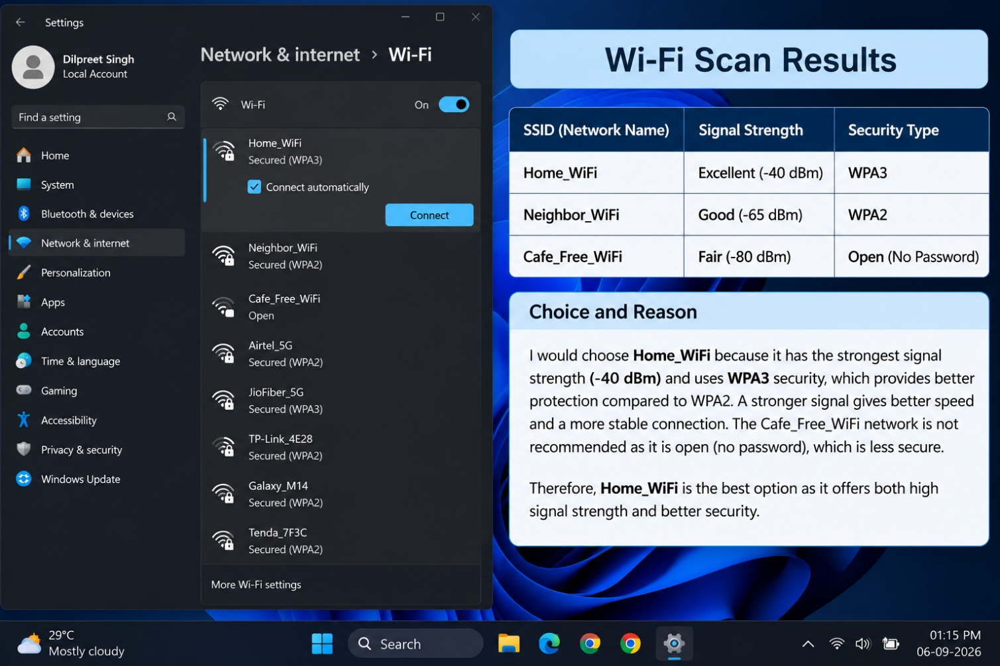 Settings
Dilpreet Singh
Local Account
Find a setting
Home
System
Bluetooth & devices
Network & internet
Personalization
Apps
Accounts
Time & language
Gaming
Accessibility
Privacy & security
Windows Update
Network & internet > Wi-Fi
Wi-Fi On
Home_WiFi
Secured (WPA3)
Connect automatically
Connect
Neighbor_WiFi
Secured (WPA2)
Cafe_Free_WiFi
Open
Airtel_5G
Secured (WPA2)
JioFiber_5G
Secured (WPA3)
TP-Link_4E28
Secured (WPA2)
Galaxy_M14
Secured (WPA2)
Tenda_7F3C
Secured (WPA2)
More Wi-Fi settings
Wi-Fi Scan Results
SSID (Network Name) Signal Strength Security Type
Home_WiFi Excellent (-40 dBm) WPA3
Neighbor_WiFi Good (-65 dBm) WPA2
Cafe_Free_WiFi Fair (-80 dBm) Open (No Password)
Choice and Reason
I would choose Home_WiFi because it has the strongest signal
strength (-40 dBm) and uses WPA3 security, which provides better
protection compared to WPA2. A stronger signal gives better speed
and a more stable connection. The Cafe_Free_WiFi network is not
recommended as it is open (no password), which is less secure.
Therefore, Home_WiFi is the best option as it offers both high
signal strength and better security.
29°C
Mostly cloudy
Search
01:15 PM
06-09-2026